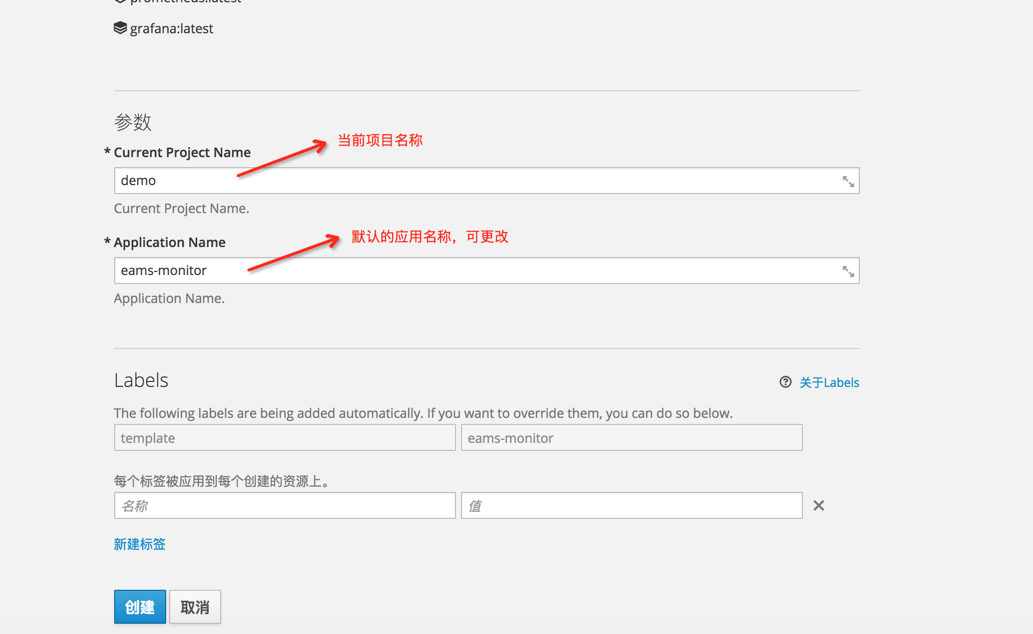 prometheus:latest
grafana:latest
参数
当前项目名称
* Current Project Name
demo
Current Project Name.
默认的应用名称，可更改
* Application Name
eams-monitor
Application Name.
Labels
关于Labels
The following labels are being added automatically. If you want to override them, you can do so below.
template eams-monitor
每个标签被应用到每个创建的资源上。
名称 值
新建标签
创建 取消